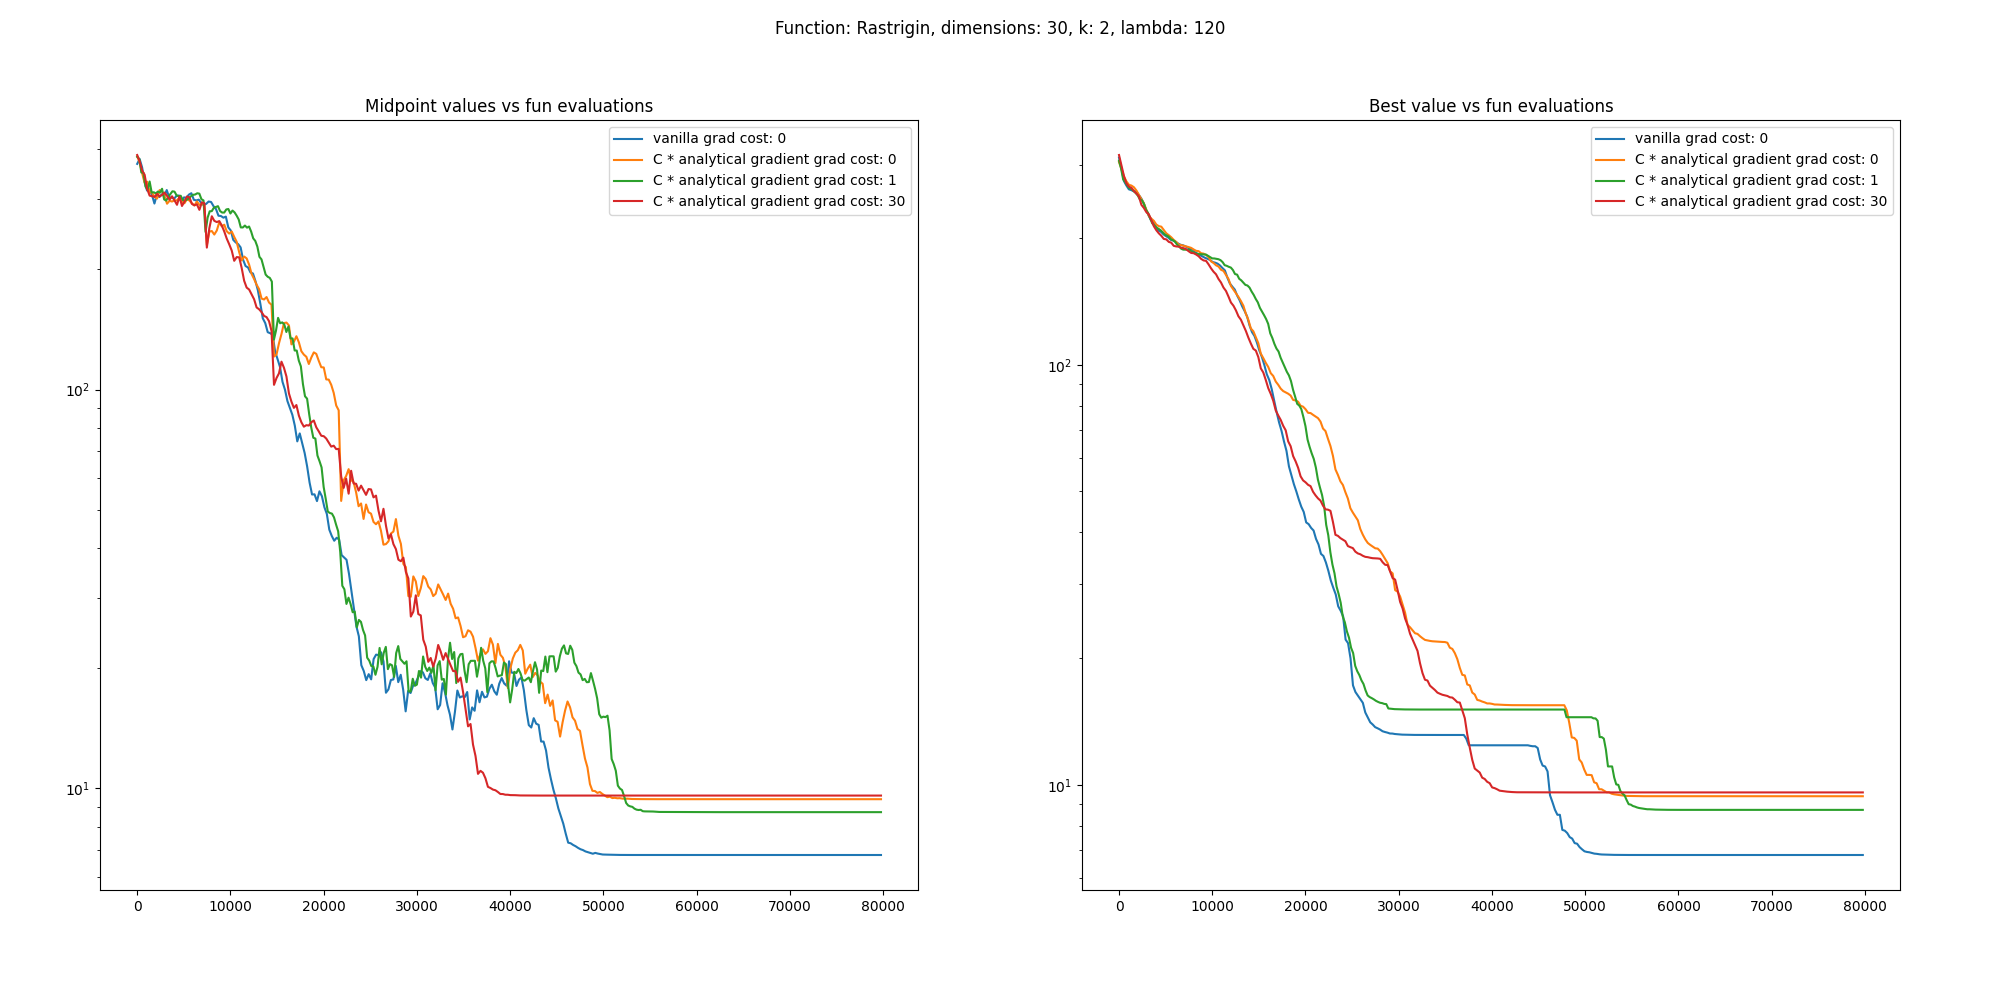 Function: Rastrigin, dimensions: 30, k: 2, lambda: 120
Midpoint values vs fun evaluations
vanilla grad cost: 0
C * analytical gradient grad cost: 0
C * analytical gradient grad cost: 1
C * analytical gradient grad cost: 30
10²
10¹
0 10000 20000 30000 40000 50000 60000 70000 80000
Best value vs fun evaluations
vanilla grad cost: 0
C * analytical gradient grad cost: 0
C * analytical gradient grad cost: 1
C * analytical gradient grad cost: 30
10²
10¹
0 10000 20000 30000 40000 50000 60000 70000 80000